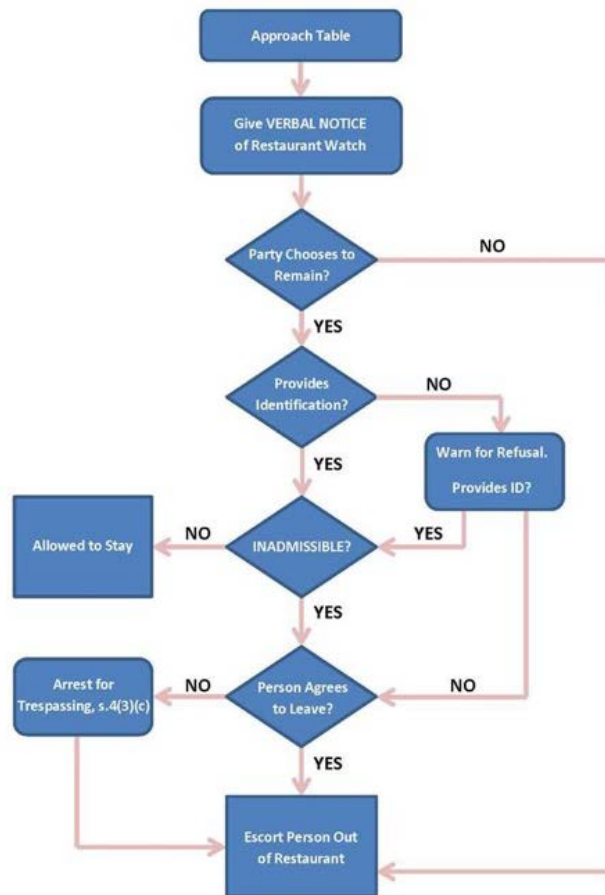 Approach Table
Give VERBAL NOTICE
of Restaurant Watch
Party Chooses to
Remain?
NO
YES
Provides
Identification?
NO
Warn for Refusal.
Provides ID?
YES
Allowed to Stay
NO
INADMISSIBLE?
YES
YES
Arrest for
Trespassing, s.4(3)(c)
NO
Person Agrees
to Leave?
NO
YES
Escort Person Out
of Restaurant